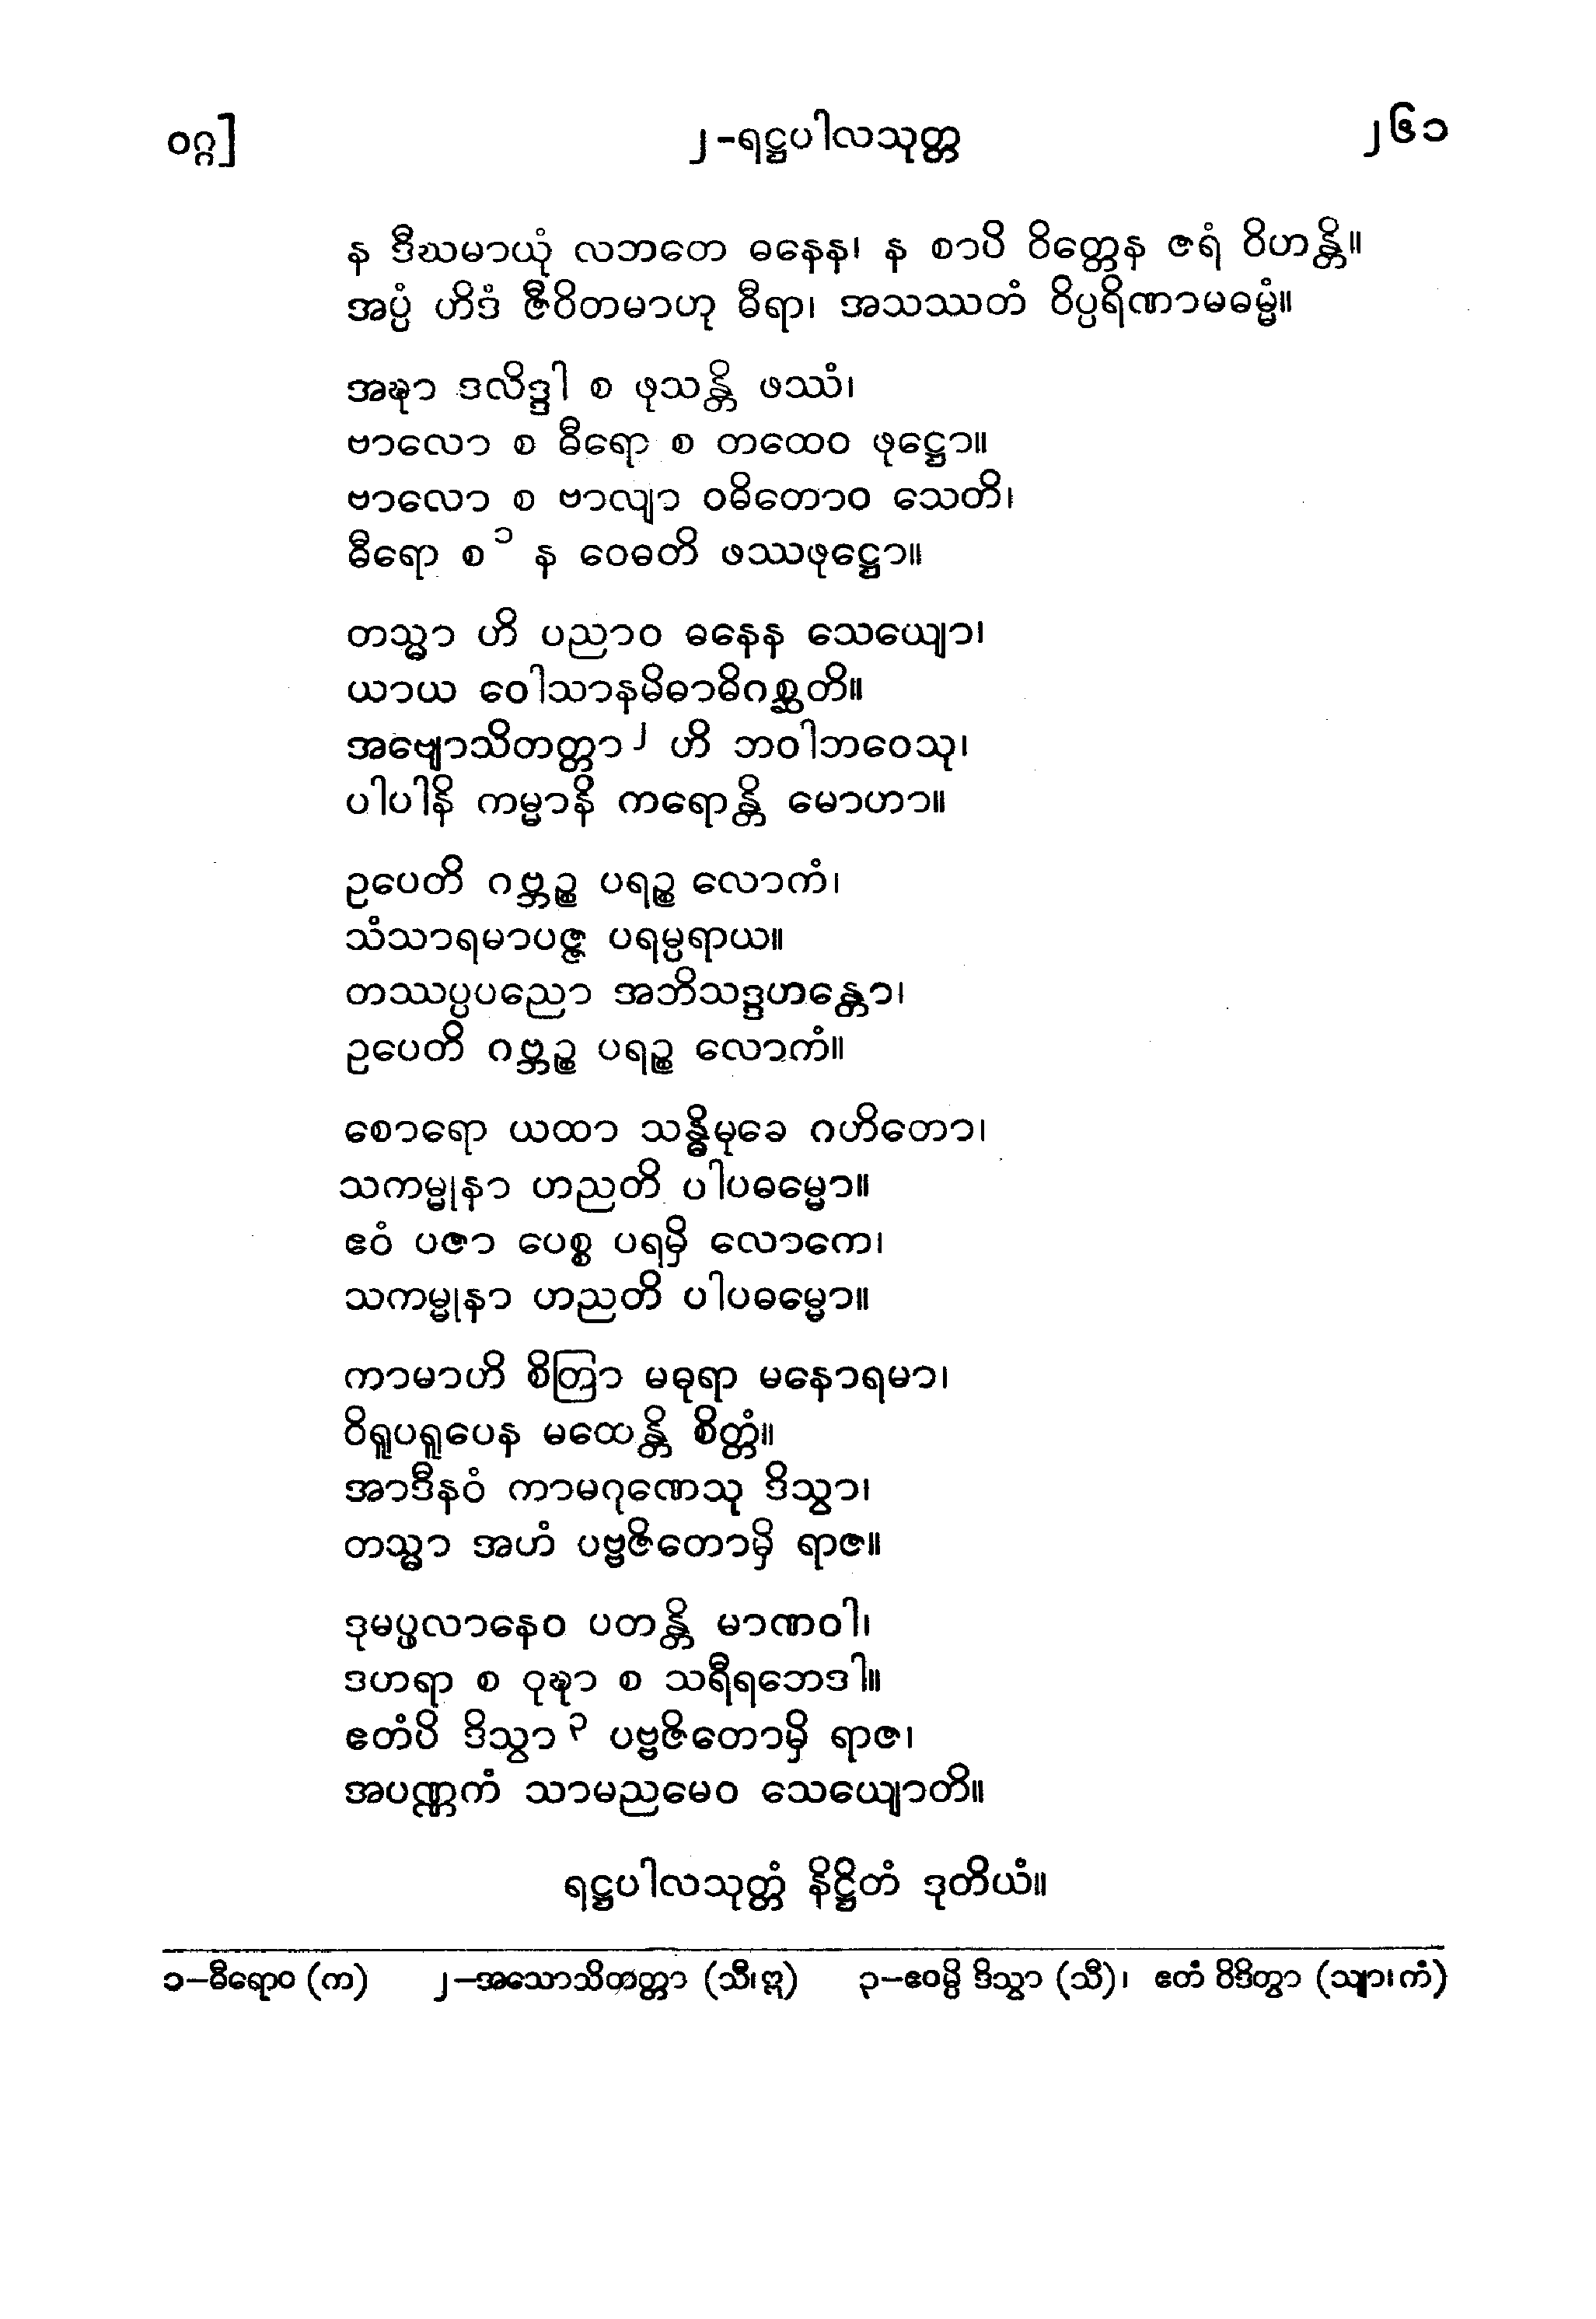 ဝဂ္ဂ]
၂-ရဋ္ဌပါလသုတ္တ
၂၆၁
န ဒီဃမာယုံ လဘတေ ဓနေန၊ န စာပိ ဝိတ္တေန ဇရံ ဝိဟန္တိ။
အပ္ပံ ဟိဒံ ဇီဝိတမာဟု ဓီရာ၊ အသဿတံ ဝိပ္ပရိဏာမဓမ္မံ။
အဍ္ဎာ ဒလိဒ္ဒါ စ ဖုသန္တိ ဖဿံ၊
ဗာလော စ ဓီရော စ တထေဝ ဖုဋ္ဌော။
ဗာလော စ ဗာလျာ ဝဓိတောဝ သေတိ၊
ဓီရော စ ၁ န ဝေဓတိ ဖဿဖုဋ္ဌော။
တသ္မာ ဟိ ပညာဝ ဓနေန သေယျော၊
ယာယ ဝေါသာနမိဓာဓိဂစ္ဆတိ။
အဗျောသိတတ္တာ ၂ ဟိ ဘဝါဘဝေသု၊
ပါပါနိ ကမ္မာနိ ကရောန္တိ မောဟာ။
ဥပေတိ ဂဗ္ဘဉ္စ ပရဉ္စ လောကံ၊
သံသာရမာပဇ္ဇ ပရမ္ပရာယ။
တဿပ္ပပညော အဘိသဒ္ဒဟန္တော၊
ဥပေတိ ဂဗ္ဘဉ္စ ပရဉ္စ လောကံ။
စောရော ယထာ သန္ဓိမုခေ ဂဟိတော၊
သကမ္မုနာ ဟညတိ ပါပဓမ္မော။
ဧဝံ ပဇာ ပေစ္စ ပရမှိ လောကေ၊
သကမ္မုနာ ဟညတိ ပါပဓမ္မော။
ကာမာဟိ စိတြာ မဓုရာ မနောရမာ၊
ဝိရူပရူပေန မထေန္တိ စိတ္တံ။
အာဒီနဝံ ကာမဂုဏေသု ဒိသွာ၊
တသ္မာ အဟံ ပဗ္ဗဇိတောမှိ ရာဇ။
ဒုမပ္ဖလာနေဝ ပတန္တိ မာဏဝါ၊
ဒဟရာ စ ဝုဍ္ဎာ စ သရီရဘေဒါ။
ဧတံပိ ဒိသွာ ၃ ပဗ္ဗဇိတောမှိ ရာဇ၊
အပဏ္ဏကံ သာမညမေဝ သေယျောတိ။
ရဋ္ဌပါလသုတ္တံ နိဋ္ဌိတံ ဒုတိယံ။
၁–ဓီရောဝ (က) ၂–အသောသိတတ္တာ (သီ၊ဣ) ၃–ဧဝမ္ပိ ဒိသွာ (သီ)၊ ဧတံ ဝိဒိတွာ (သျာ၊ကံ)